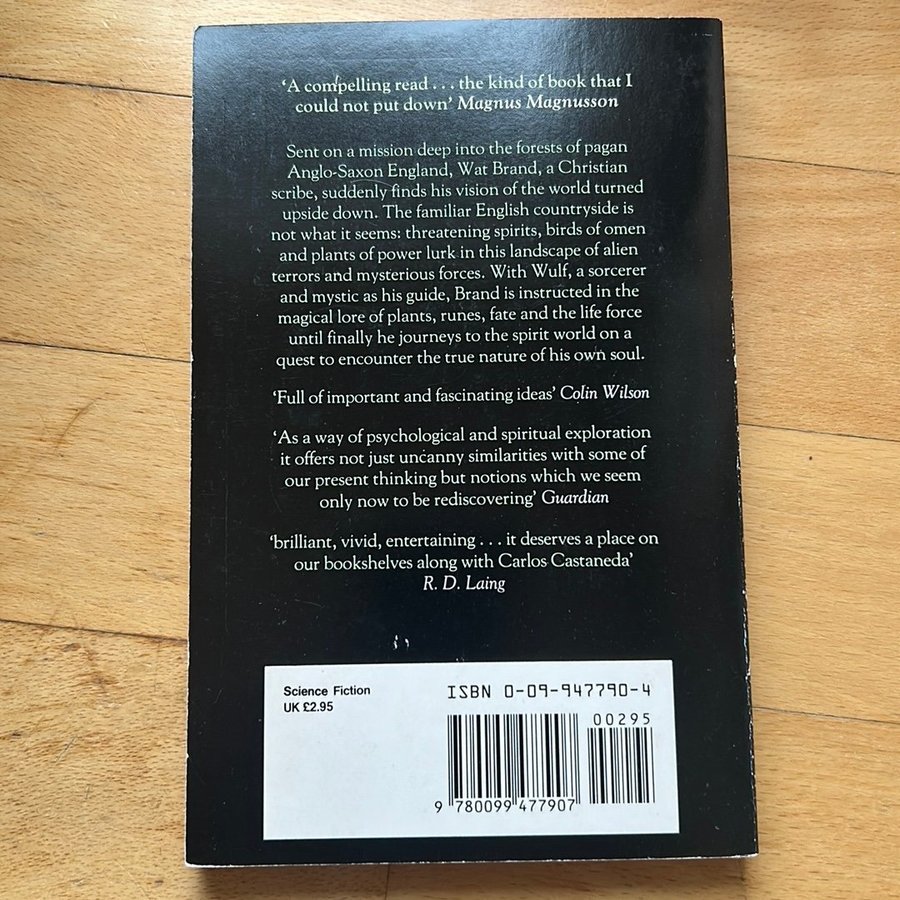 ‘A compelling read . . . the kind of book that I
could not put down’ Magnus Magnusson
Sent on a mission deep into the forests of pagan
Anglo-Saxon England, Wat Brand, a Christian
scribe, suddenly finds his vision of the world turned
upside down. The familiar English countryside is
not what it seems: threatening spirits, birds of omen
and plants of power lurk in this landscape of alien
terrors and mysterious forces. With Wulf, a sorcerer
and mystic as his guide, Brand is instructed in the
magical lore of plants, runes, fate and the life force
until finally he journeys to the spirit world on a
quest to encounter the true nature of his own soul.
‘Full of important and fascinating ideas’ Colin Wilson
‘As a way of psychological and spiritual exploration
it offers not just uncanny similarities with some of
our present thinking but notions which we seem
only now to be rediscovering’ Guardian
‘brilliant, vivid, entertaining . . . it deserves a place on
our bookshelves along with Carlos Castaneda’
R. D. Laing
Science Fiction
UK £2.95
ISBN 0-09-947790-4
00295
9 780099 477907